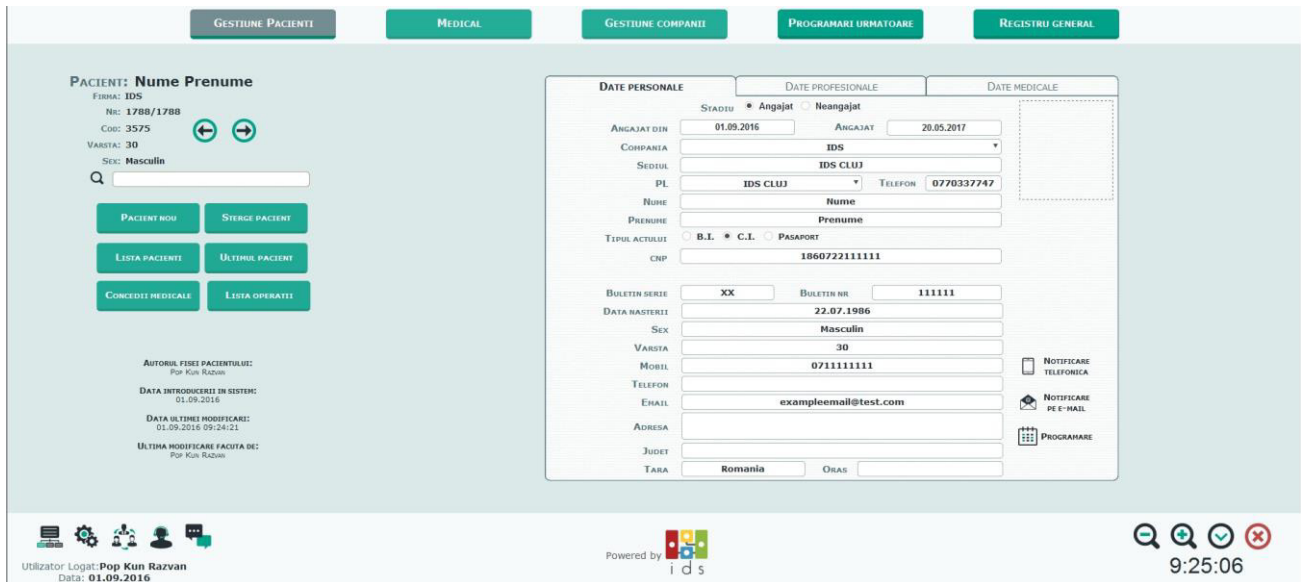 GESTIUNE PACIENTI
MEDICAL
GESTIUNE COMPANII
PROGRAMARI URMATOARE
REGISTRU GENERAL
PACIENT: Nume Prenume
FIRMA: IDS
NR: 1788/1788
COD: 3575
VARSTA: 30
SEX: Masculin
PACIENT NOU
STERGE PACIENT
LISTA PACIENTI
ULTIMUL PACIENT
CONCEDII MEDICALE
LISTA OPERATII
AUTORUL FISEI PACIENTULUI:
POP KUN RAZVAN
DATA INTRODUCERII IN SISTEM:
01.09.2016
DATA ULTIMEI MODIFICARI:
01.09.2016 09:24:21
ULTIMA MODIFICARE FACUTA DE:
POP KUN RAZVAN
DATE PERSONALE
DATE PROFESIONALE
DATE MEDICALE
STADIU Angajat Neangajat
ANGAJAT DIN 01.09.2016 ANGAJAT 20.05.2017
COMPANIA IDS
SEDIUL IDS CLUJ
PL IDS CLUJ TELEFON 0770337747
NUME Nume
PRENUME Prenume
TIPUL ACTULUI B.I. C.I. PASAPORT
CNP 1860722111111
BULETIN SERIE XX BULETIN NR 111111
DATA NASTERII 22.07.1986
SEX Masculin
VARSTA 30
MOBIL 0711111111
TELEFON
EMAIL exampleemail@test.com
ADRESA
JUDET
TARA Romania ORAS
NOTIFICARE
TELEFONICA
NOTIFICARE
PE E-MAIL
PROGRAMARE
Utilizator Logat:Pop Kun Razvan
Data: 01.09.2016
Powered by
ids
9:25:06